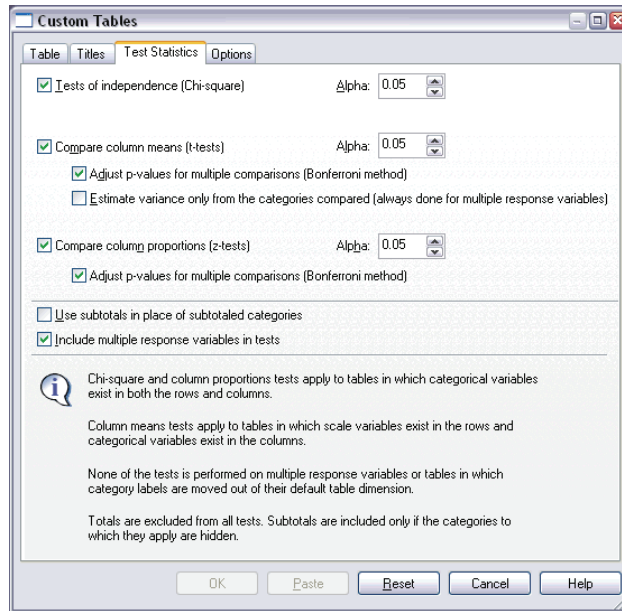 Custom Tables
Table Titles Test Statistics Options
Tests of independence (Chi-square) Alpha: 0.05
Compare column means (t-tests) Alpha: 0.05
Adjust p-values for multiple comparisons (Bonferroni method)
Estimate variance only from the categories compared (always done for multiple response variables)
Compare column proportions (z-tests) Alpha: 0.05
Adjust p-values for multiple comparisons (Bonferroni method)
Use subtotals in place of subtotaled categories
Include multiple response variables in tests
Chi-square and column proportions tests apply to tables in which categorical variables
exist in both the rows and columns.
Column means tests apply to tables in which scale variables exist in the rows and
categorical variables exist in the columns.
None of the tests is performed on multiple response variables or tables in which
category labels are moved out of their default table dimension.
Totals are excluded from all tests. Subtotals are included only if the categories to
which they apply are hidden.
OK Paste Reset Cancel Help